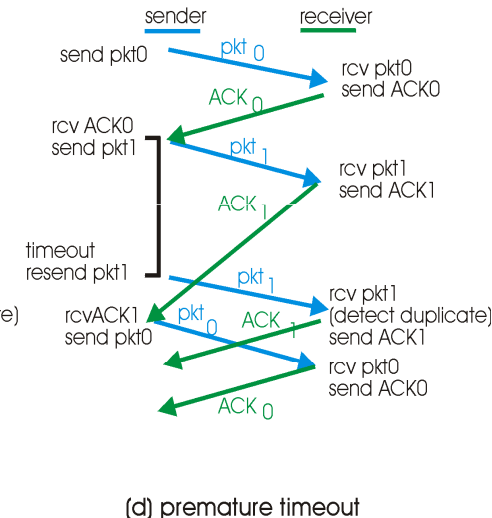 sender receiver
send pkt0
pkt 0
rcv pkt0
send ACK0
ACK 0
rcv ACK0
send pkt1
pkt 1
rcv pkt1
send ACK1
ACK 1
timeout
resend pkt1
pkt 1
rcv pkt1
(detect duplicate)
send ACK1
re)
rcvACK1
send pkt0
pkt 0
ACK 1
rcv pkt0
send ACK0
ACK 0
(d) premature timeout